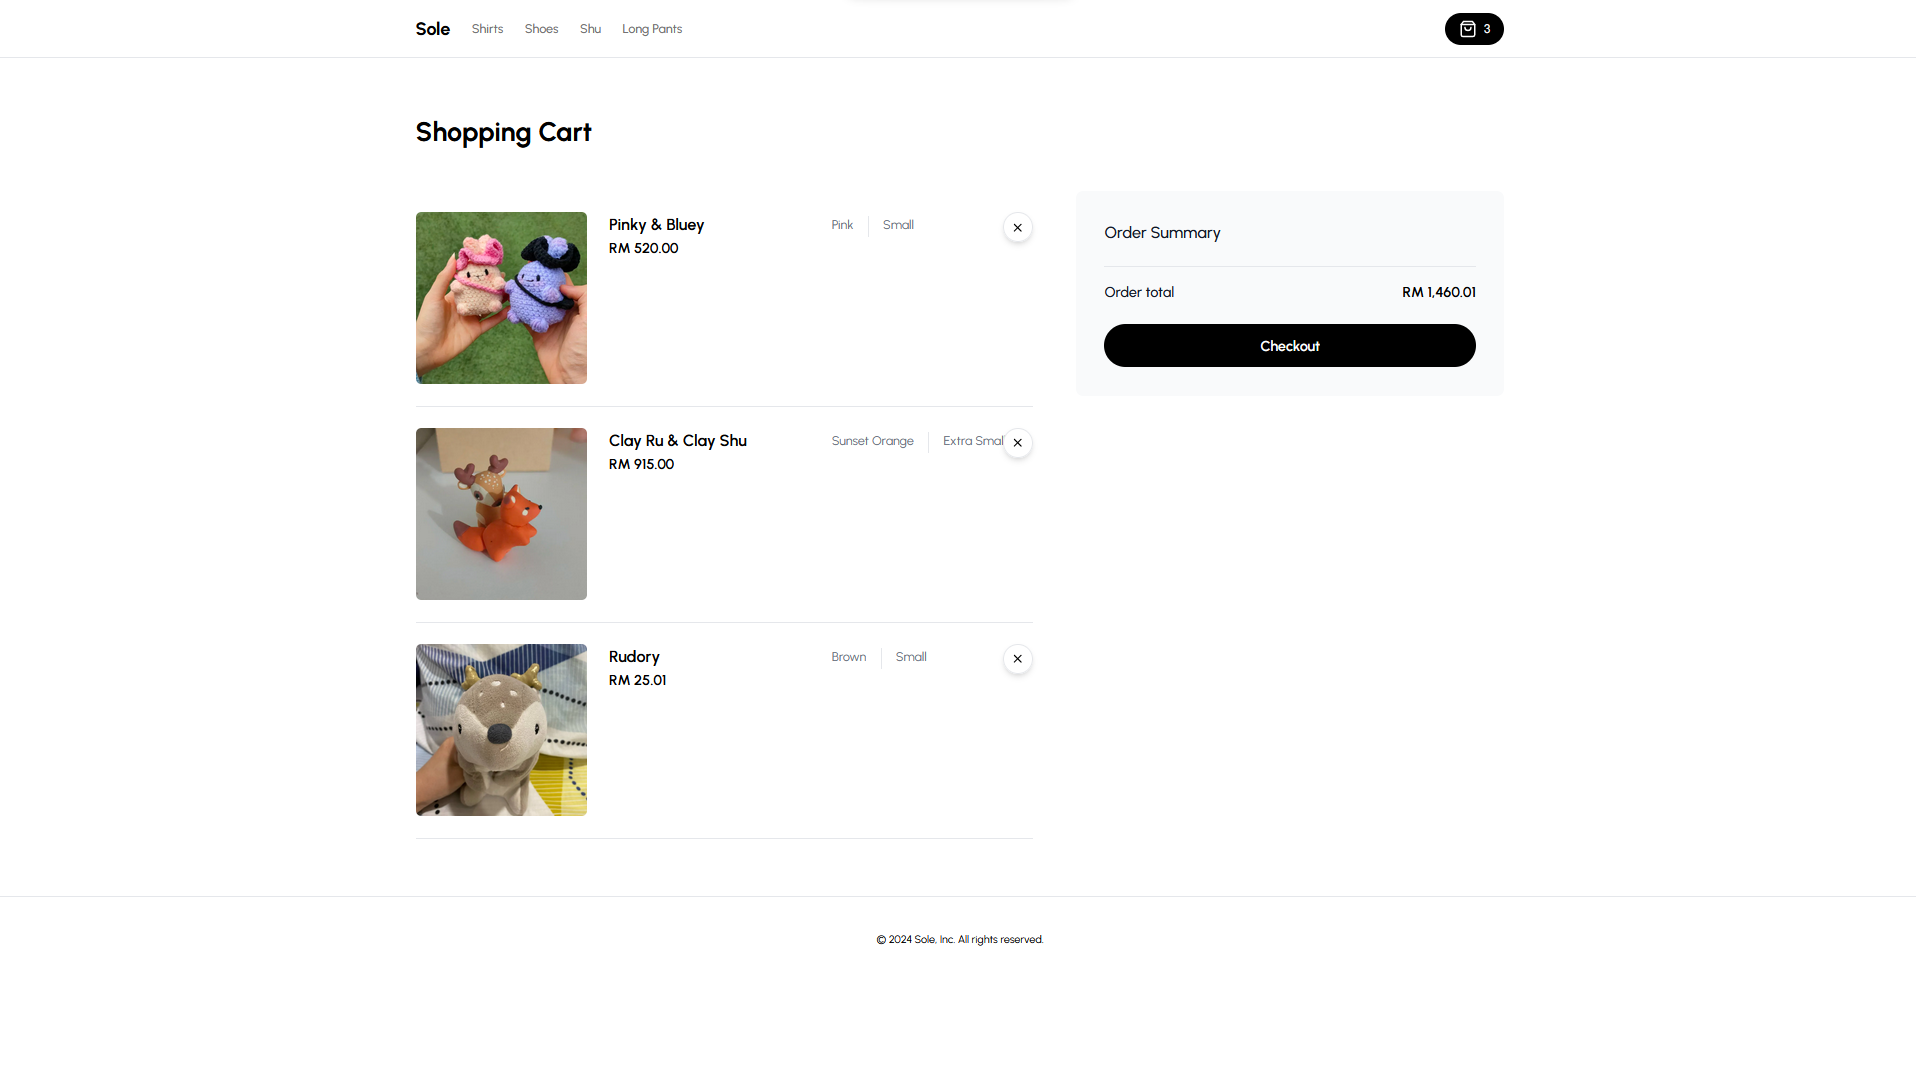 Sole Shirts Shoes Shu Long Pants 3
Shopping Cart
Pinky & Bluey Pink Small
RM 520.00
Clay Ru & Clay Shu Sunset Orange Extra Small
RM 915.00
Rudory Brown Small
RM 25.01
Order Summary
Order total RM 1,460.01
Checkout
© 2024 Sole, Inc. All rights reserved.